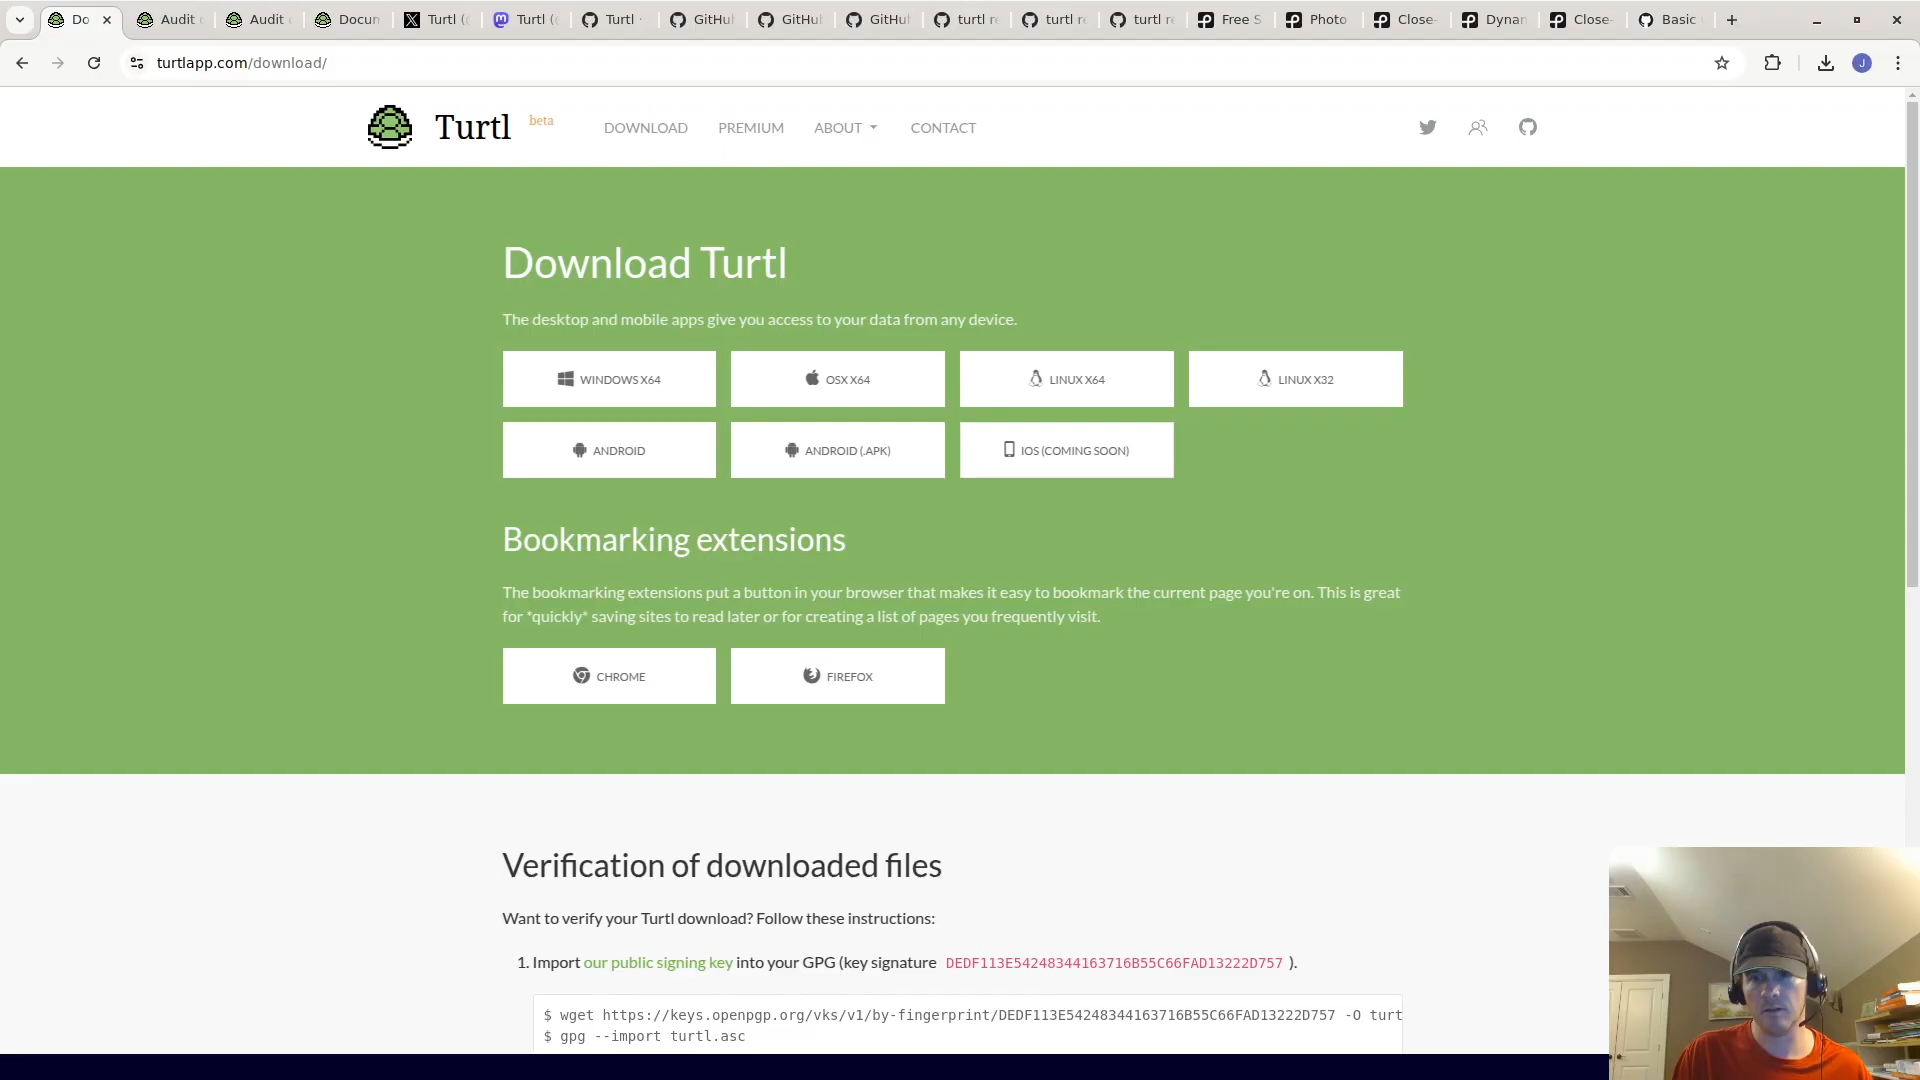 Do
Audit
Audit
Docum
Turtl (
Turtl (
Turtl
GitHu
GitHu
GitHu
turtl re
turtl re
turtl re
Free S
Photo
Close-
Dynan
Close-
Basic
turtlapp.com/download/
J
Turtl beta DOWNLOAD PREMIUM ABOUT CONTACT
Download Turtl
The desktop and mobile apps give you access to your data from any device.
WINDOWS X64
OSX X64
LINUX X64
LINUX X32
ANDROID
ANDROID (.APK)
IOS (COMING SOON)
Bookmarking extensions
The bookmarking extensions put a button in your browser that makes it easy to bookmark the current page you're on. This is great
for *quickly* saving sites to read later or for creating a list of pages you frequently visit.
CHROME
FIREFOX
Verification of downloaded files
Want to verify your Turtl download? Follow these instructions:
1. Import our public signing key into your GPG (key signature DEDF113E54248344163716B55C66FAD13222D757 ).
$ wget https://keys.openpgp.org/vks/v1/by-fingerprint/DEDF113E54248344163716B55C66FAD13222D757 -O turt
$ gpg --import turtl.asc